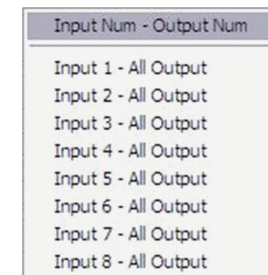 Input Num - Output Num
Input 1 - All Output
Input 2 - All Output
Input 3 - All Output
Input 4 - All Output
Input 5 - All Output
Input 6 - All Output
Input 7 - All Output
Input 8 - All Output